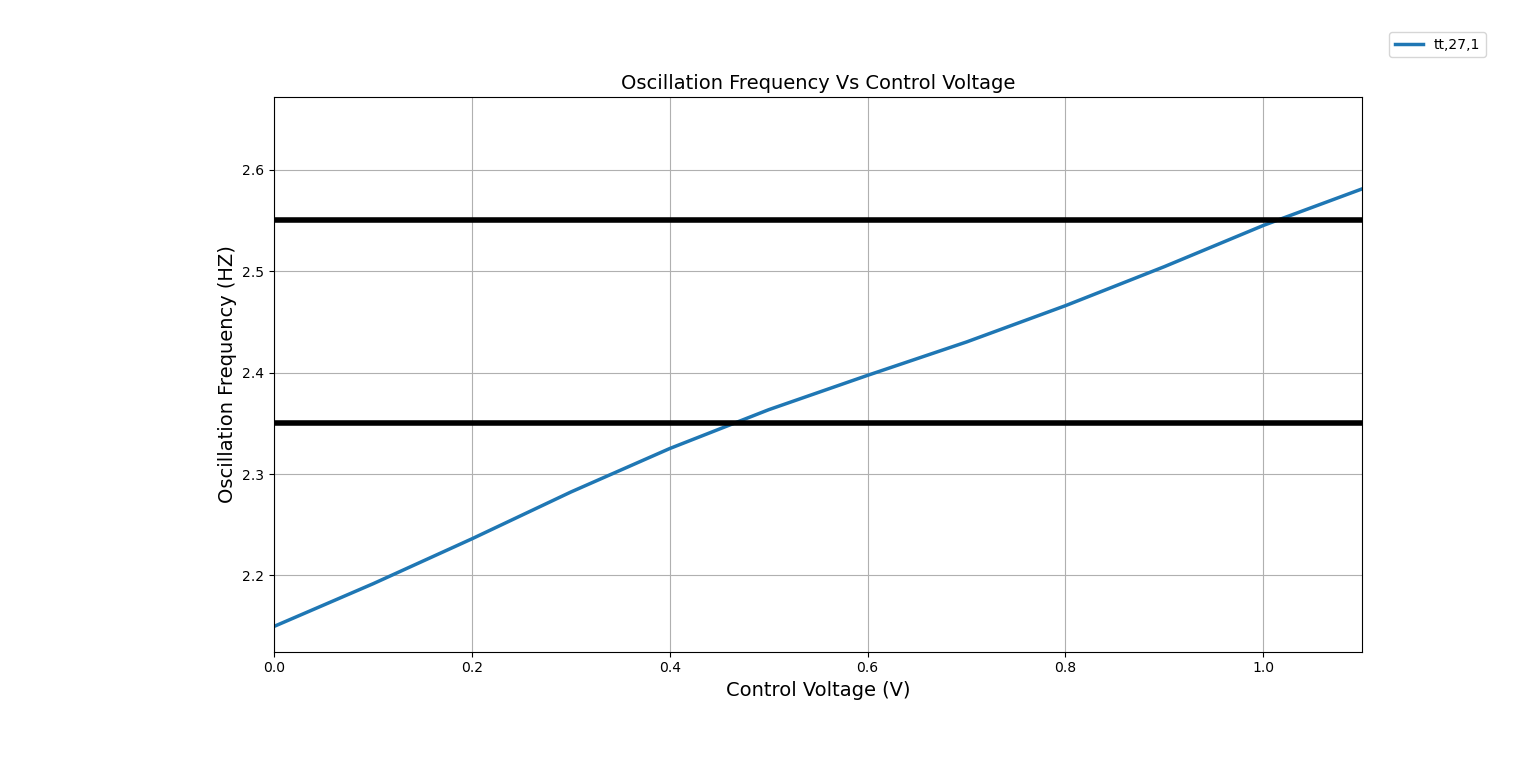 tt,27,1
Oscillation Frequency Vs Control Voltage
Oscillation Frequency (HZ)
2.6
2.5
2.4
2.3
2.2
0.0 0.2 0.4 0.6 0.8 1.0
Control Voltage (V)